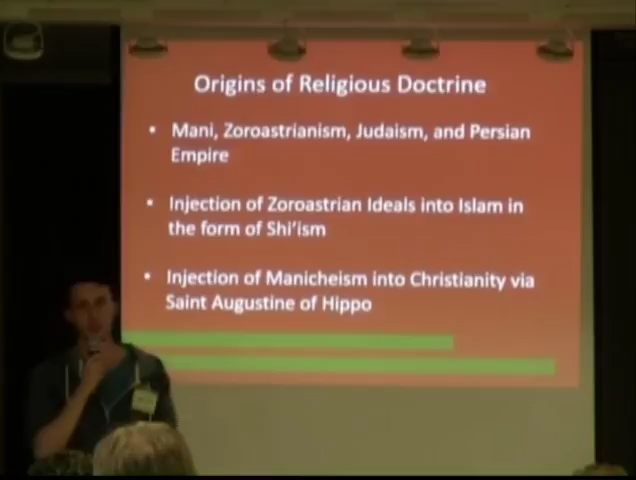 Origins of Religious Doctrine
• Mani, Zoroastrianism, Judaism, and Persian
Empire
• Injection of Zoroastrian Ideals into Islam in
the form of Shi'ism
• Injection of Manicheism into Christianity via
Saint Augustine of Hippo